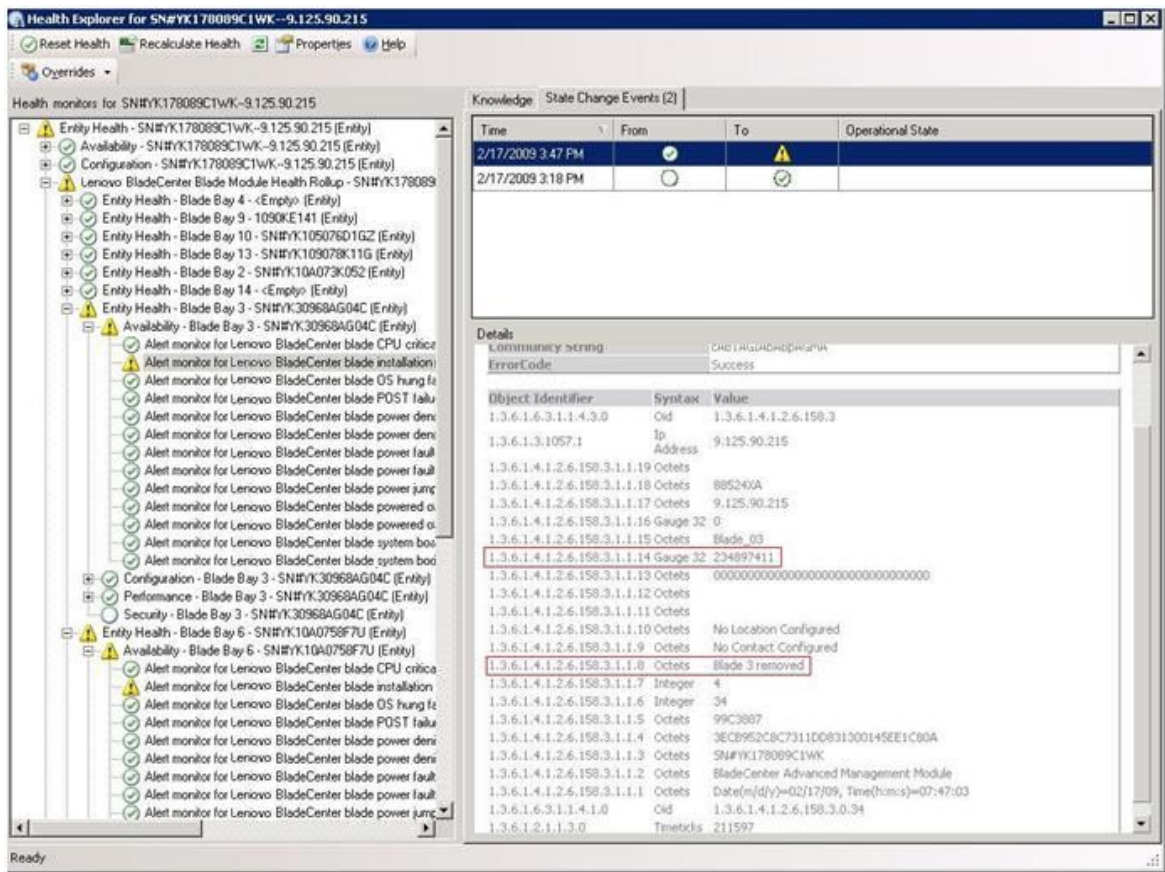 Health Explorer for SN#YK178089C1WK--9.125.90.215
Reset Health Recalculate Health Properties Help
Overrides
Health monitors for SN#YK178089C1WK--9.125.90.215
Entity Health - SN#YK178089C1WK--9.125.90.215 (Entity)
Availability - SN#YK178089C1WK--9.125.90.215 (Entity)
Configuration - SN#YK178089C1WK--9.125.90.215 (Entity)
Lenovo BladeCenter Blade Module Health Rollup - SN#YK178089
Entity Health - Blade Bay 4 - <Empty> (Entity)
Entity Health - Blade Bay 9 - 1090KE141 (Entity)
Entity Health - Blade Bay 10 - SN#YK105076D1GZ (Entity)
Entity Health - Blade Bay 13 - SN#YK109078K11G (Entity)
Entity Health - Blade Bay 2 - SN#YK10A073K052 (Entity)
Entity Health - Blade Bay 14 - <Empty> (Entity)
Entity Health - Blade Bay 3 - SN#YK30968AG04C (Entity)
Availability - Blade Bay 3 - SN#YK30968AG04C (Entity)
Alert monitor for Lenovo BladeCenter blade CPU critica
Alert monitor for Lenovo BladeCenter blade installation
Alert monitor for Lenovo BladeCenter blade OS hung fa
Alert monitor for Lenovo BladeCenter blade POST failu
Alert monitor for Lenovo BladeCenter blade power deni
Alert monitor for Lenovo BladeCenter blade power deni
Alert monitor for Lenovo BladeCenter blade power fault
Alert monitor for Lenovo BladeCenter blade power fault
Alert monitor for Lenovo BladeCenter blade power jump
Alert monitor for Lenovo BladeCenter blade powered o
Alert monitor for Lenovo BladeCenter blade powered o
Alert monitor for Lenovo BladeCenter blade system boa
Alert monitor for Lenovo BladeCenter blade system boo
Configuration - Blade Bay 3 - SN#YK30968AG04C (Entity)
Performance - Blade Bay 3 - SN#YK30968AG04C (Entity)
Security - Blade Bay 3 - SN#YK30968AG04C (Entity)
Entity Health - Blade Bay 6 - SN#YK10A0758F7U (Entity)
Availability - Blade Bay 6 - SN#YK10A0758F7U (Entity)
Alert monitor for Lenovo BladeCenter blade CPU critica
Alert monitor for Lenovo BladeCenter blade installation
Alert monitor for Lenovo BladeCenter blade OS hung fa
Alert monitor for Lenovo BladeCenter blade POST failu
Alert monitor for Lenovo BladeCenter blade power deni
Alert monitor for Lenovo BladeCenter blade power deni
Alert monitor for Lenovo BladeCenter blade power fault
Alert monitor for Lenovo BladeCenter blade power fault
Alert monitor for Lenovo BladeCenter blade power jump
Knowledge State Change Events (2)
Time From To Operational State
2/17/2009 3:47 PM
2/17/2009 3:18 PM
Details
Community String
ErrorCode Success
Object Identifier Syntax Value
1.3.6.1.6.3.1.1.4.3.0 Oid 1.3.6.1.4.1.2.6.158.3
1.3.6.1.3.1057.1 Ip Address 9.125.90.215
1.3.6.1.4.1.2.6.158.3.1.1.19 Octets
1.3.6.1.4.1.2.6.158.3.1.1.18 Octets 88524XA
1.3.6.1.4.1.2.6.158.3.1.1.17 Octets 9.125.90.215
1.3.6.1.4.1.2.6.158.3.1.1.16 Gauge 32 0
1.3.6.1.4.1.2.6.158.3.1.1.15 Octets Blade_03
1.3.6.1.4.1.2.6.158.3.1.1.14 Gauge 32 234897411
1.3.6.1.4.1.2.6.158.3.1.1.13 Octets 00000000000000000000000000000000
1.3.6.1.4.1.2.6.158.3.1.1.12 Octets
1.3.6.1.4.1.2.6.158.3.1.1.11 Octets
1.3.6.1.4.1.2.6.158.3.1.1.10 Octets No Location Configured
1.3.6.1.4.1.2.6.158.3.1.1.9 Octets No Contact Configured
1.3.6.1.4.1.2.6.158.3.1.1.8 Octets Blade 3 removed
1.3.6.1.4.1.2.6.158.3.1.1.7 Integer 4
1.3.6.1.4.1.2.6.158.3.1.1.6 Integer 34
1.3.6.1.4.1.2.6.158.3.1.1.5 Octets 99C3887
1.3.6.1.4.1.2.6.158.3.1.1.4 Octets 3ECB952C8C7311DD831300145EE1C80A
1.3.6.1.4.1.2.6.158.3.1.1.3 Octets SN#YK178089C1WK
1.3.6.1.4.1.2.6.158.3.1.1.2 Octets BladeCenter Advanced Management Module
1.3.6.1.4.1.2.6.158.3.1.1.1 Octets Date(m/d/y)=02/17/09, Time(h:m:s)=07:47:03
1.3.6.1.6.3.1.1.4.1.0 Oid 1.3.6.1.4.1.2.6.158.3.0.34
1.3.6.1.2.1.1.3.0 Timeticks 211597
Ready